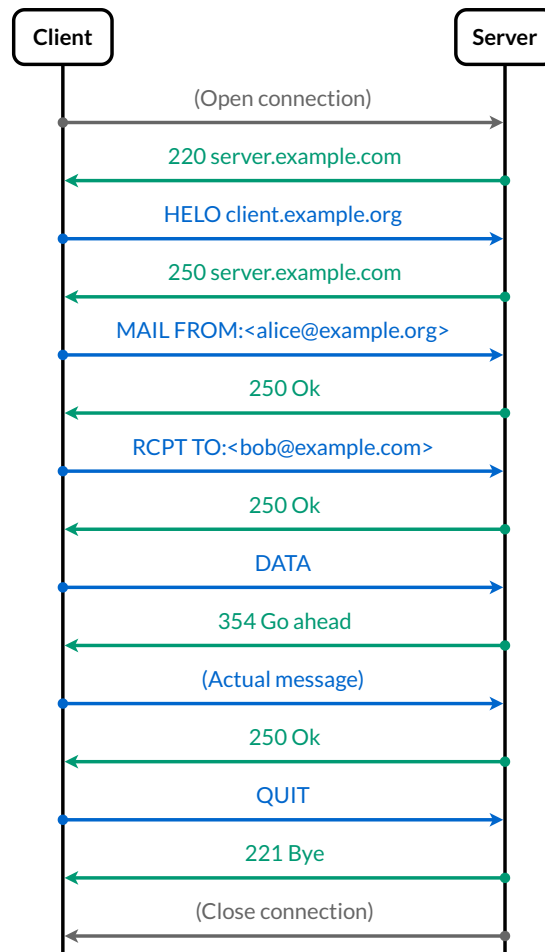 Client
Server
(Open connection)
220 server.example.com
HELO client.example.org
250 server.example.com
MAIL FROM:<alice@example.org>
250 Ok
RCPT TO:<bob@example.com>
250 Ok
DATA
354 Go ahead
(Actual message)
250 Ok
QUIT
221 Bye
(Close connection)